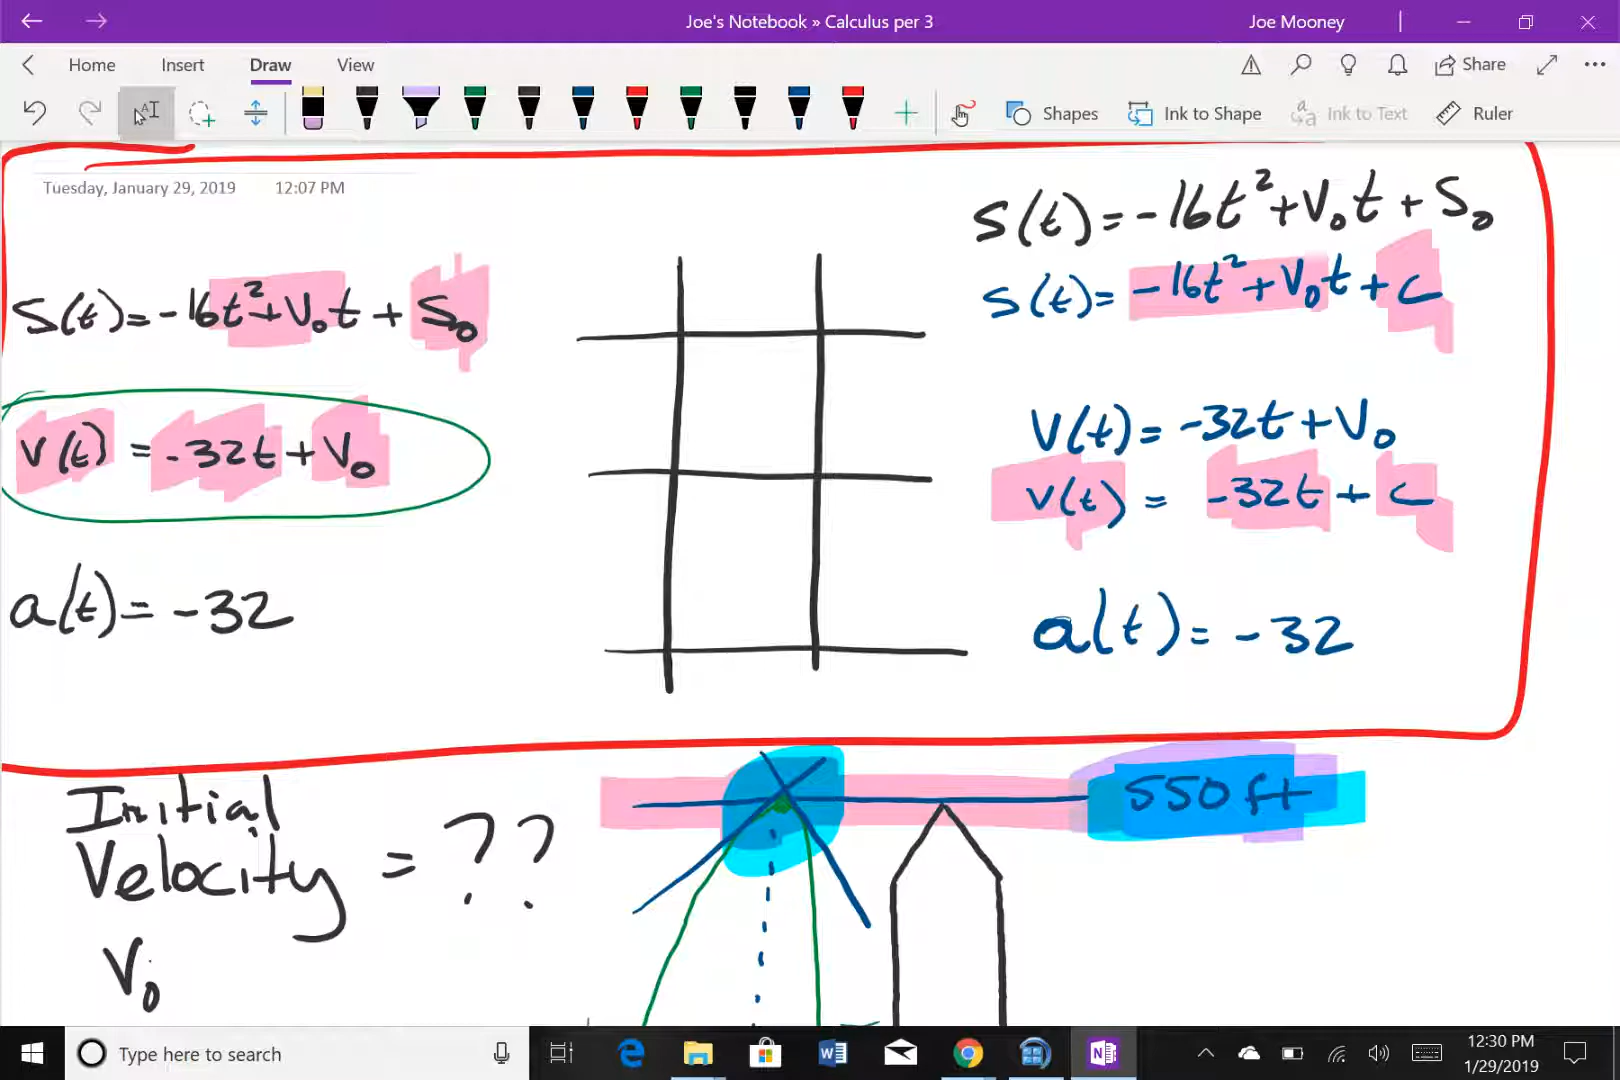 Joe's Notebook » Calculus per 3
Joe Mooney
Home
Insert
Draw
View
Share
Shapes
Ink to Shape
Ink to Text
Ruler
Tuesday, January 29, 2019
12:07 PM
S(t)=-16t²+V₀t+S₀
V(t)=-32t+V₀
a(t)=-32
S(t)=-16t²+V₀t+S₀
S(t)=-16t²+V₀t+C
V(t)=-32t+V₀
V(t)=-32t+C
a(t)=-32
Initial
Velocity = ??
V₀
550 ft
Type here to search
12:30 PM
1/29/2019